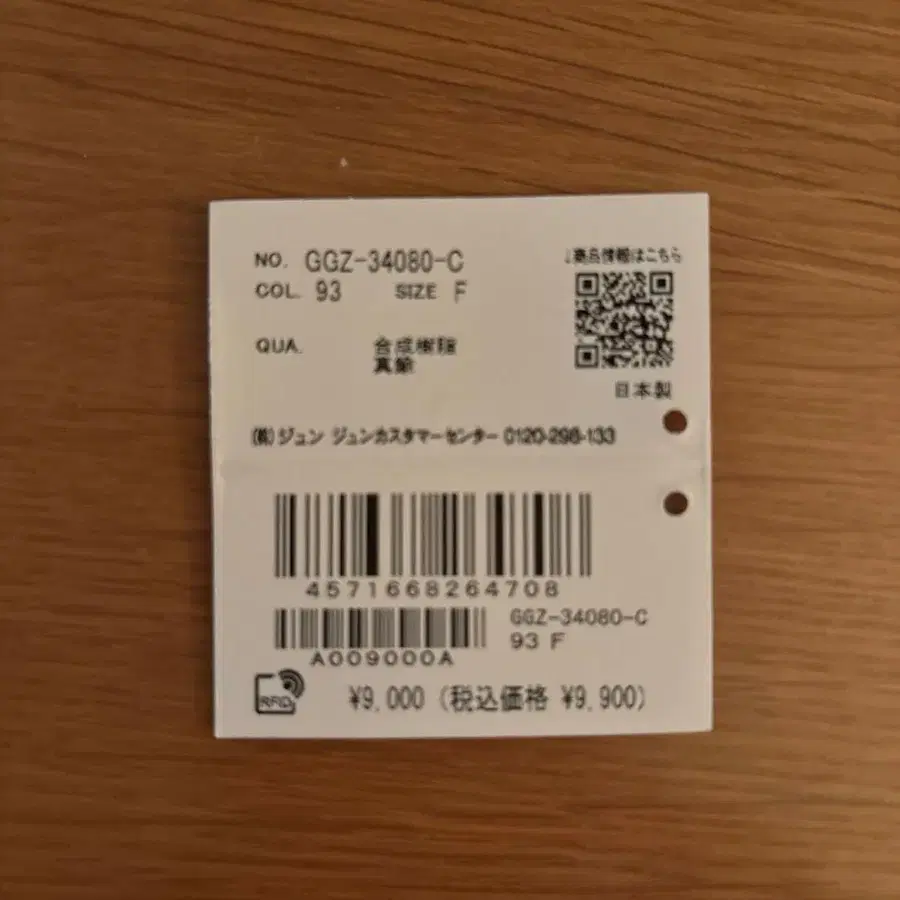 NO. GGZ-34080-C
COL. 93 SIZE F
↓商品情報はこちら
QUA. 合成樹脂
真鍮
日本製
(株)ジュン ジュンカスタマーセンター 0120-298-133
4571668264708
GGZ-34080-C
93 F
A009000A
RFID
¥9,000 (税込価格 ¥9,900)